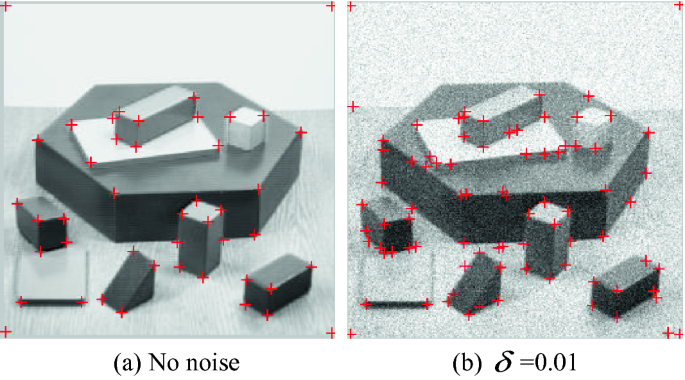 (a) No noise
(b) δ =0.01